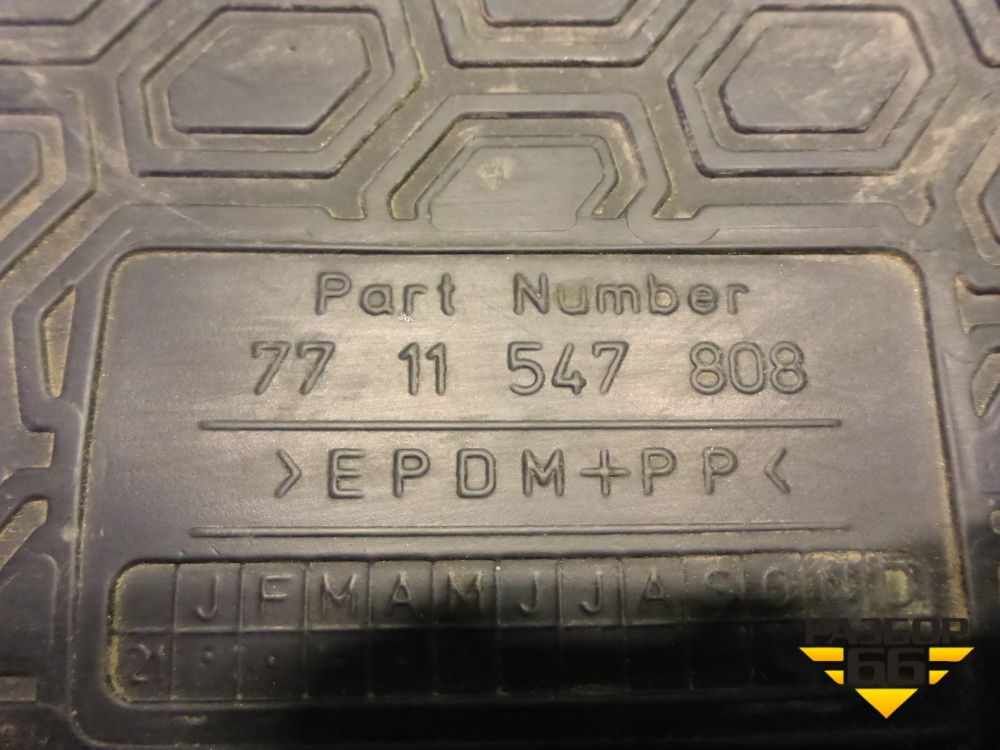 Part Number
77 11 547 808
>EPDM+PP<
J F M A M J J A S O N D
21
РАЗБОР
66